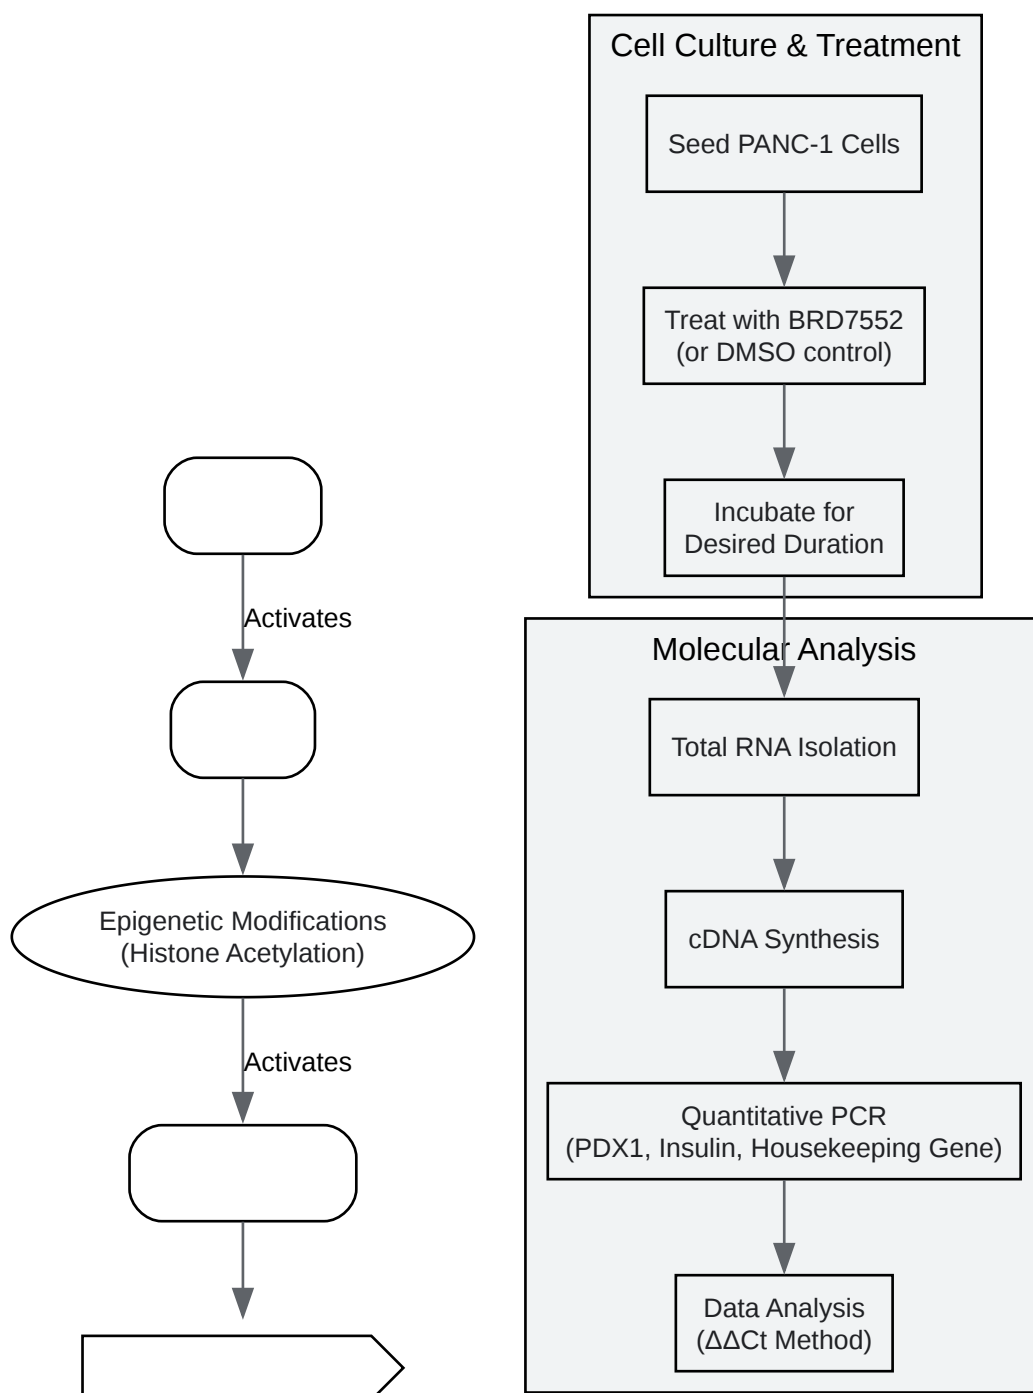 Cell Culture & Treatment
Seed PANC-1 Cells
Treat with BRD7552
(or DMSO control)
Incubate for
Desired Duration
Molecular Analysis
Total RNA Isolation
cDNA Synthesis
Quantitative PCR
(PDX1, Insulin, Housekeeping Gene)
Data Analysis
(ΔΔCt Method)
Activates
Epigenetic Modifications
(Histone Acetylation)
Activates